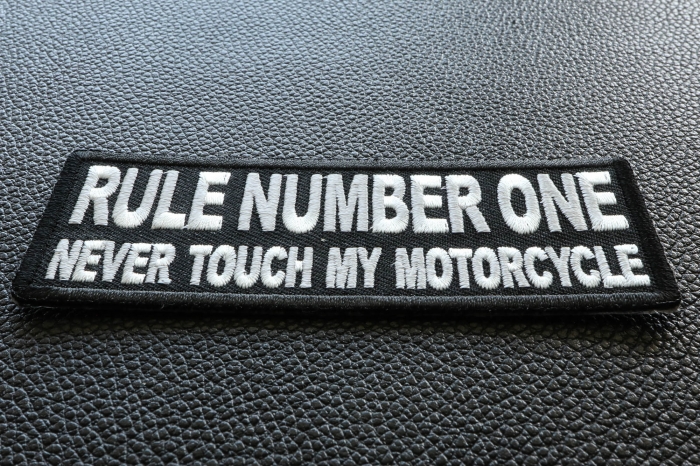 RULE NUMBER ONE
NEVER TOUCH MY MOTORCYCLE